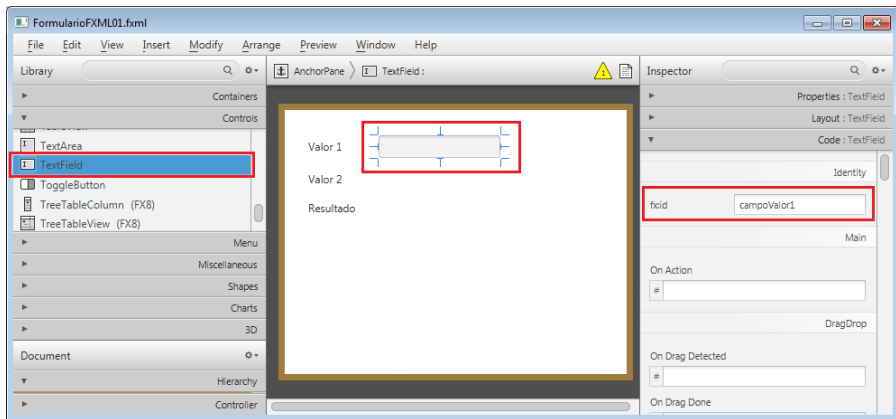 FormularioFXML01.fxml
File Edit View Insert Modify Arrange Preview Window Help
Library
AnchorPane TextField :
Inspector
Containers
Controls
TextArea
TextField
ToggleButton
TreeTableColumn (FX8)
TreeTableView (FX8)
Menu
Miscellaneous
Shapes
Charts
3D
Document
Hierarchy
Controller
Valor 1
Valor 2
Resultado
Properties : TextField
Layout : TextField
Code : TextField
Identity
fx:id campoValor1
Main
On Action
#
DragDrop
On Drag Detected
#
On Drag Done